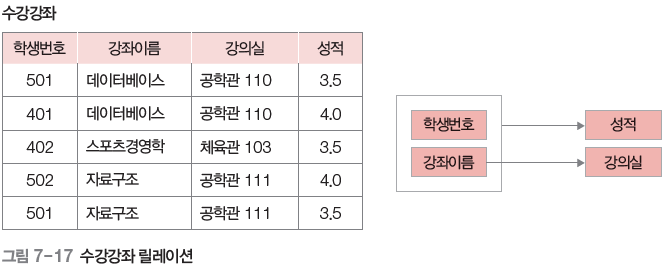 수강강좌
학생번호 강좌이름 강의실 성적
501 데이터베이스 공학관 110 3.5
401 데이터베이스 공학관 110 4.0
402 스포츠경영학 체육관 103 3.5
502 자료구조 공학관 111 4.0
501 자료구조 공학관 111 3.5
학생번호 성적
강좌이름 강의실
그림 7-17 수강강좌 릴레이션